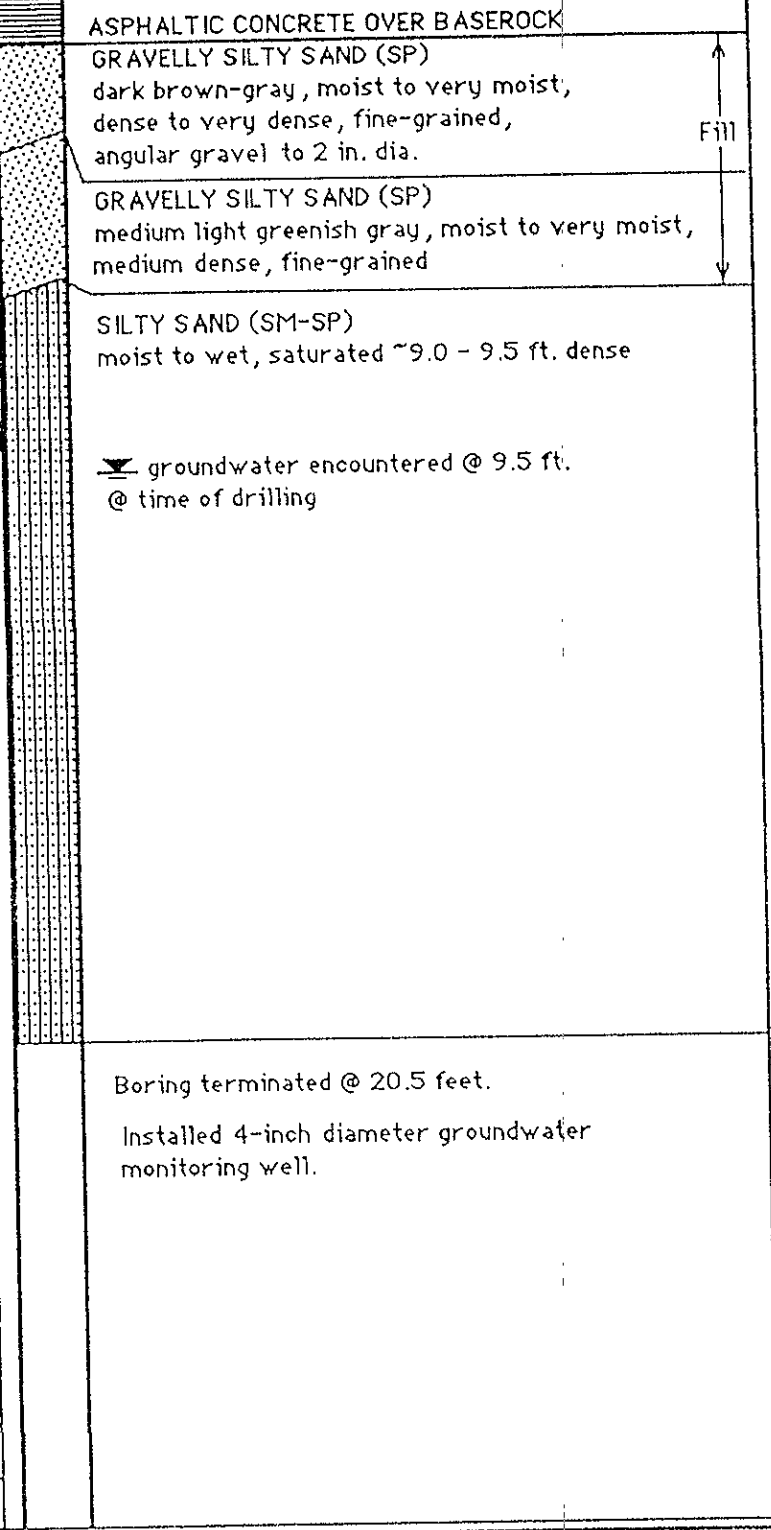 ASPHALTIC CONCRETE OVER BASEROCK
GRAVELLY SILTY SAND (SP)
dark brown-gray, moist to very moist,
dense to very dense, fine-grained,
angular gravel to 2 in. dia.
Fill
GRAVELLY SILTY SAND (SP)
medium light greenish gray, moist to very moist,
medium dense, fine-grained
SILTY SAND (SM-SP)
moist to wet, saturated ~9.0 - 9.5 ft. dense
groundwater encountered @ 9.5 ft.
@ time of drilling
Boring terminated @ 20.5 feet.
Installed 4-inch diameter groundwater
monitoring well.